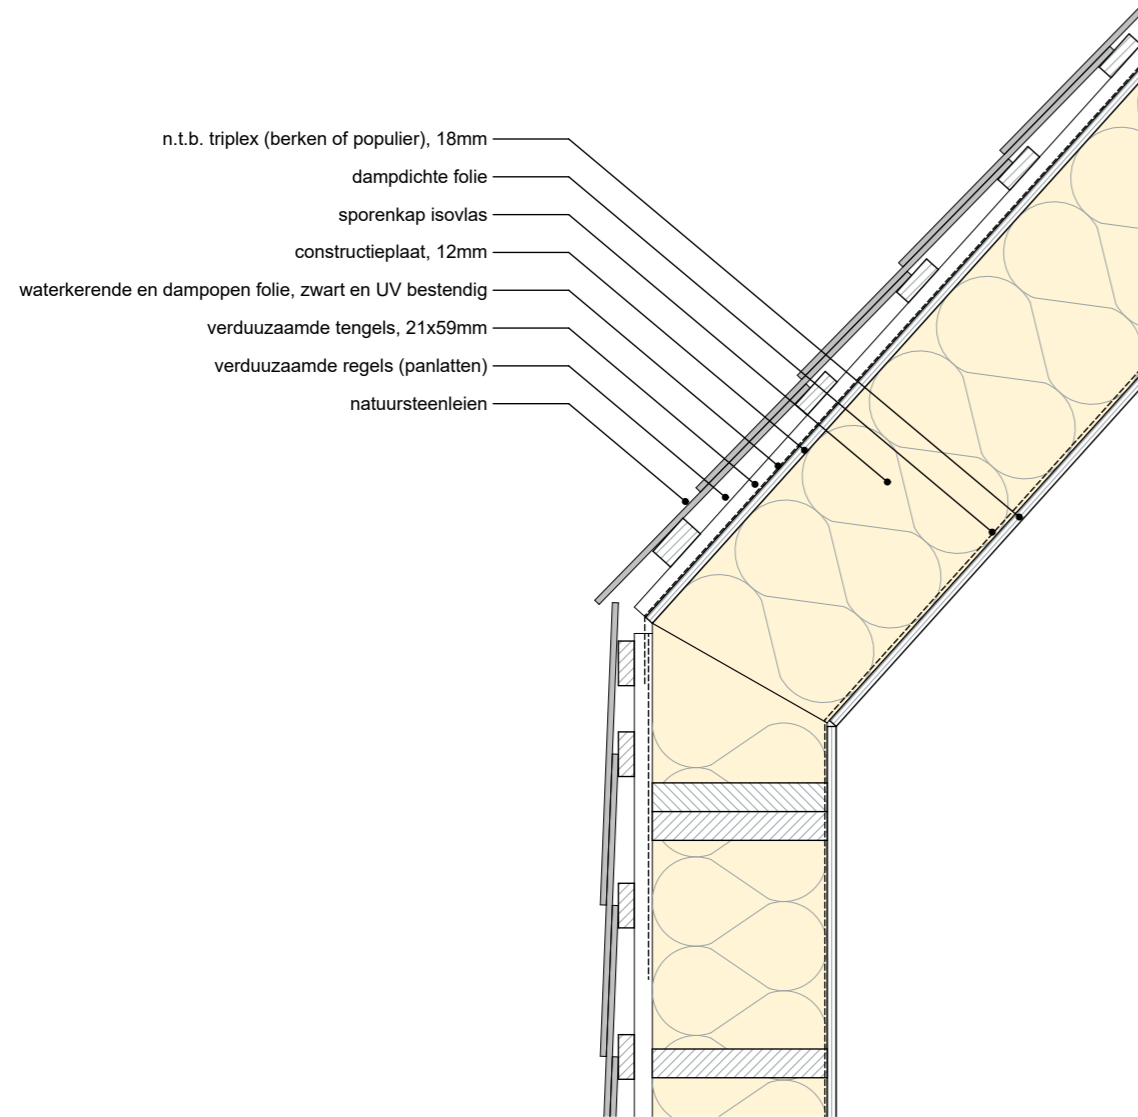 n.t.b. triplex (berken of populier), 18mm
dampdichte folie
sporenkap isovlas
constructieplaat, 12mm
waterkerende en dampopen folie, zwart en UV bestendig
verduuzaamde tengels, 21x59mm
verduuzaamde regels (panlatten)
natuursteenleien